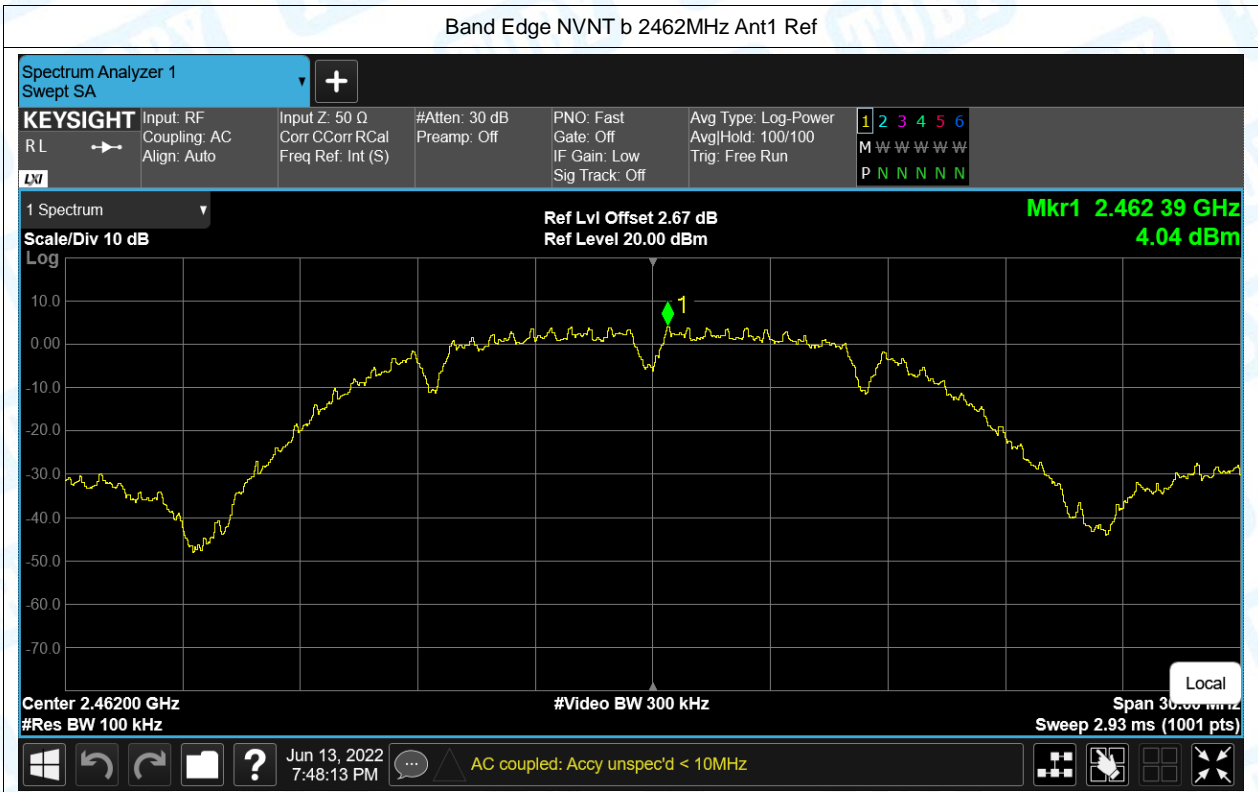 Band Edge NVNT b 2462MHz Ant1 Ref
Spectrum Analyzer 1
Swept SA
KEYSIGHT
RL
LXI
Input: RF
Coupling: AC
Align: Auto
Input Z: 50 Ω
Corr CCorr RCal
Freq Ref: Int (S)
#Atten: 30 dB
Preamp: Off
PNO: Fast
Gate: Off
IF Gain: Low
Sig Track: Off
Avg Type: Log-Power
Avg|Hold: 100/100
Trig: Free Run
1 2 3 4 5 6
M W W W W W
P N N N N N
1 Spectrum
Scale/Div 10 dB
Ref Lvl Offset 2.67 dB
Ref Level 20.00 dBm
Mkr1 2.462 39 GHz
4.04 dBm
Log
10.0
0.00
-10.0
-20.0
-30.0
-40.0
-50.0
-60.0
-70.0
1
Local
Center 2.46200 GHz
#Res BW 100 kHz
#Video BW 300 kHz
Span 30.00 MHz
Sweep 2.93 ms (1001 pts)
?
Jun 13, 2022
7:48:13 PM
AC coupled: Accy unspec'd < 10MHz